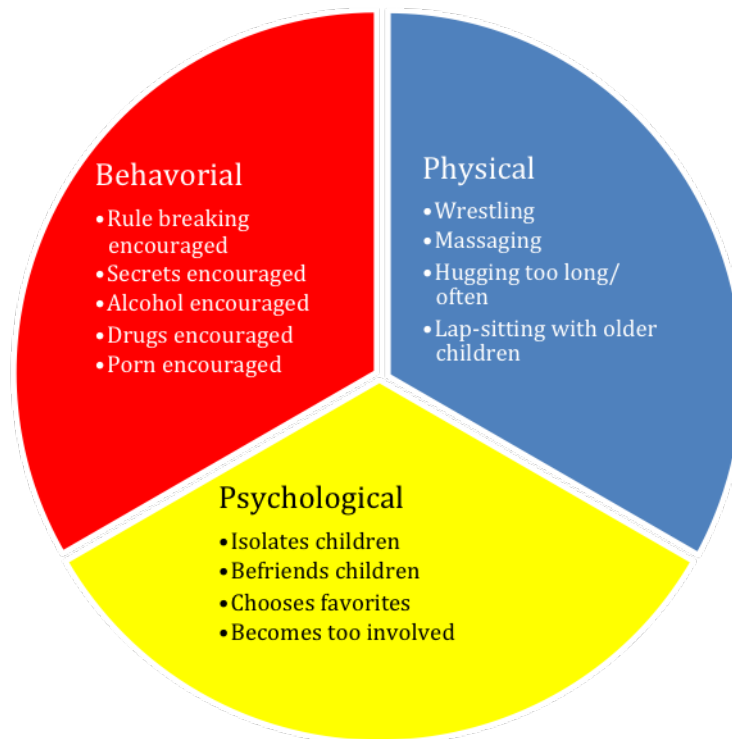 Behavorial
•Rule breaking
encouraged
•Secrets encouraged
•Alcohol encouraged
•Drugs encouraged
•Porn encouraged
Physical
•Wrestling
•Massaging
•Hugging too long/
often
•Lap-sitting with older
children
Psychological
•Isolates children
•Befriends children
•Chooses favorites
•Becomes too involved